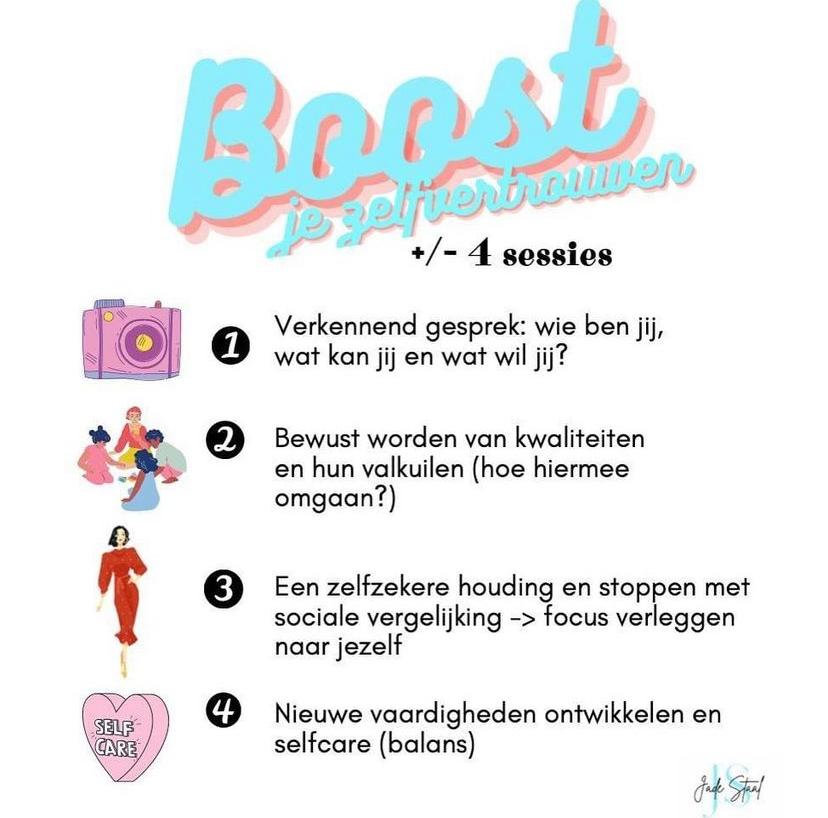 Boost
je zelfvertrouwen
+/- 4 sessies
1 Verkennend gesprek: wie ben jij,
wat kan jij en wat wil jij?
2 Bewust worden van kwaliteiten
en hun valkuilen (hoe hiermee
omgaan?)
3 Een zelfzekere houding en stoppen met
sociale vergelijking -> focus verleggen
naar jezelf
SELF
CARE
4 Nieuwe vaardigheden ontwikkelen en
selfcare (balans)
JS
Jade Staal